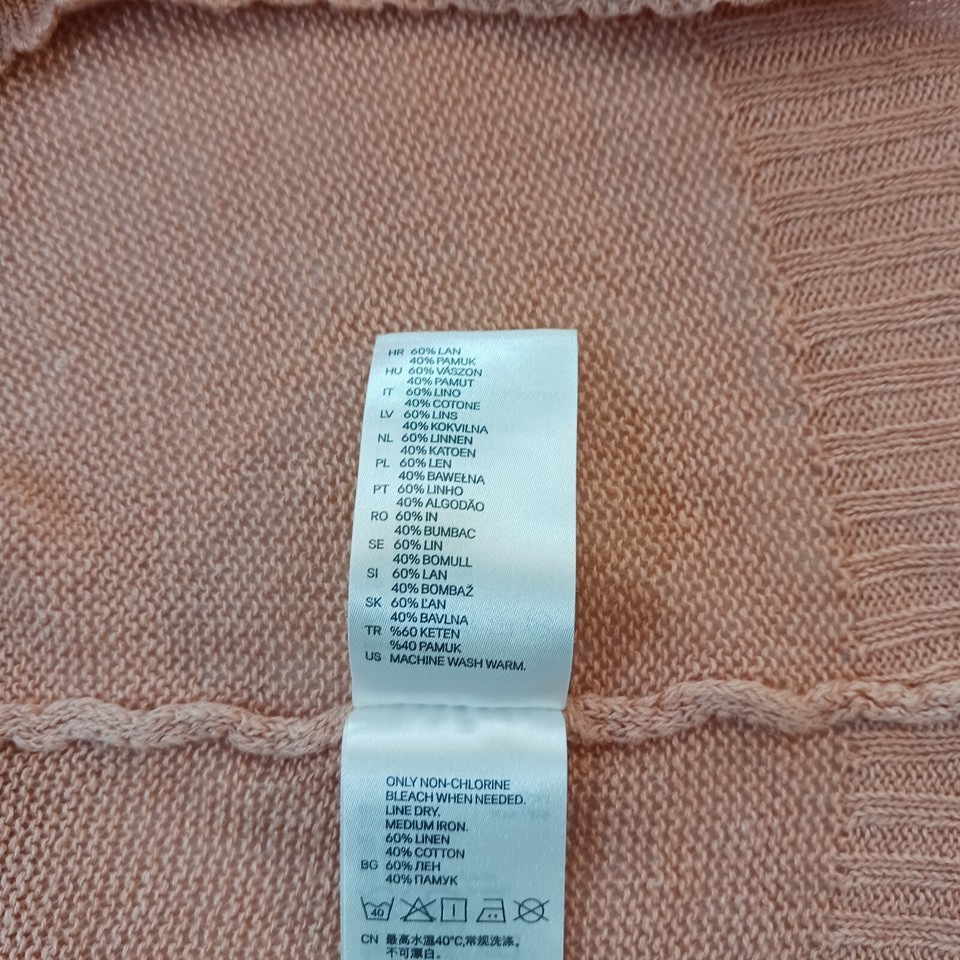 HR 60% LAN
40% PAMUK
HU 60% VÁSZON
40% PAMUT
IT 60% LINO
40% COTONE
LV 60% LINS
40% KOKVILNA
NL 60% LINNEN
40% KATOEN
PL 60% LEN
40% BAWEŁNA
PT 60% LINHO
40% ALGODÃO
RO 60% IN
40% BUMBAC
SE 60% LIN
40% BOMULL
SI 60% LAN
40% BOMBAŽ
SK 60% ĽAN
40% BAVLNA
TR %60 KETEN
%40 PAMUK
US MACHINE WASH WARM.
ONLY NON-CHLORINE
BLEACH WHEN NEEDED.
LINE DRY.
MEDIUM IRON.
60% LINEN
40% COTTON
BG 60% ЛЕН
40% ПАМУК
40
CN 最高水温40°C,常规洗涤。
不可漂白。